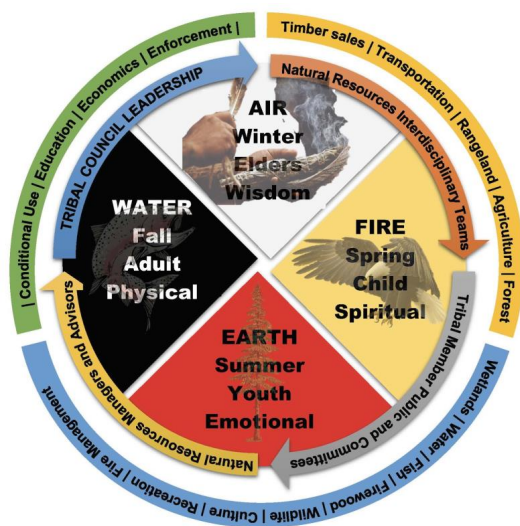 | Conditional Use | Education | Economics | Enforcement |
Timber sales | Transportation | Rangeland | Agriculture | Forest
Wetlands | Water | Fish | Firewood | Wildlife | Culture | Recreation | Fire Management
TRIBAL COUNCIL LEADERSHIP
Natural Resources Interdisciplinary Teams
Tribal Member Public and Committees
Natural Resources Managers and Advisors
AIR
Winter
Elders
Wisdom
WATER
Fall
Adult
Physical
FIRE
Spring
Child
Spiritual
EARTH
Summer
Youth
Emotional